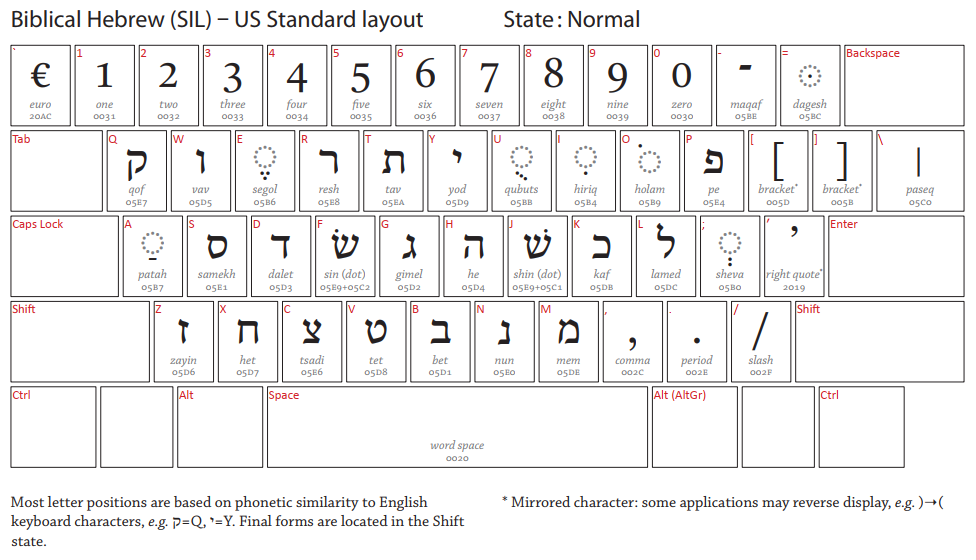 Biblical Hebrew (SIL) – US Standard layout State: Normal
` 1 2 3 4 5 6 7 8 9 0 - = Backspace
€ 1 2 3 4 5 6 7 8 9 0 ־ ◌ּ
euro one two three four five six seven eight nine zero maqaf dagesh
20AC 0031 0032 0033 0034 0035 0036 0037 0038 0039 0030 05BE 05BC
Tab Q W E R T Y U I O P [ ] \
ק ו ◌ֶ ר ת י ◌ֻ ◌ִ ◌ֹ פ [ ] ׀
qof vav segol resh tav yod qubuts hiriq holam pe bracket* bracket* paseq
05E7 05D5 05B6 05E8 05EA 05D9 05BB 05B4 05B9 05E4 005D 005B 05C0
Caps Lock A S D F G H J K L ; ' Enter
◌ַ ס ד שׂ ג ה שׁ כ ל ◌ְ ’
patah samekh dalet sin (dot) gimel he shin (dot) kaf lamed sheva right quote*
05B7 05E1 05D3 05E9+05C2 05D2 05D4 05E9+05C1 05DB 05DC 05B0 2019
Shift Z X C V B N M , . / Shift
ז ח צ ט ב נ מ , . /
zayin het tsadi tet bet nun mem comma period slash
05D6 05D7 05E6 05D8 05D1 05E0 05DE 002C 002E 002F
Ctrl Alt Space Alt (AltGr) Ctrl
word space
0020
Most letter positions are based on phonetic similarity to English
keyboard characters, e.g. ק=Q, י=Y. Final forms are located in the Shift
state.
* Mirrored character: some applications may reverse display, e.g. )→(